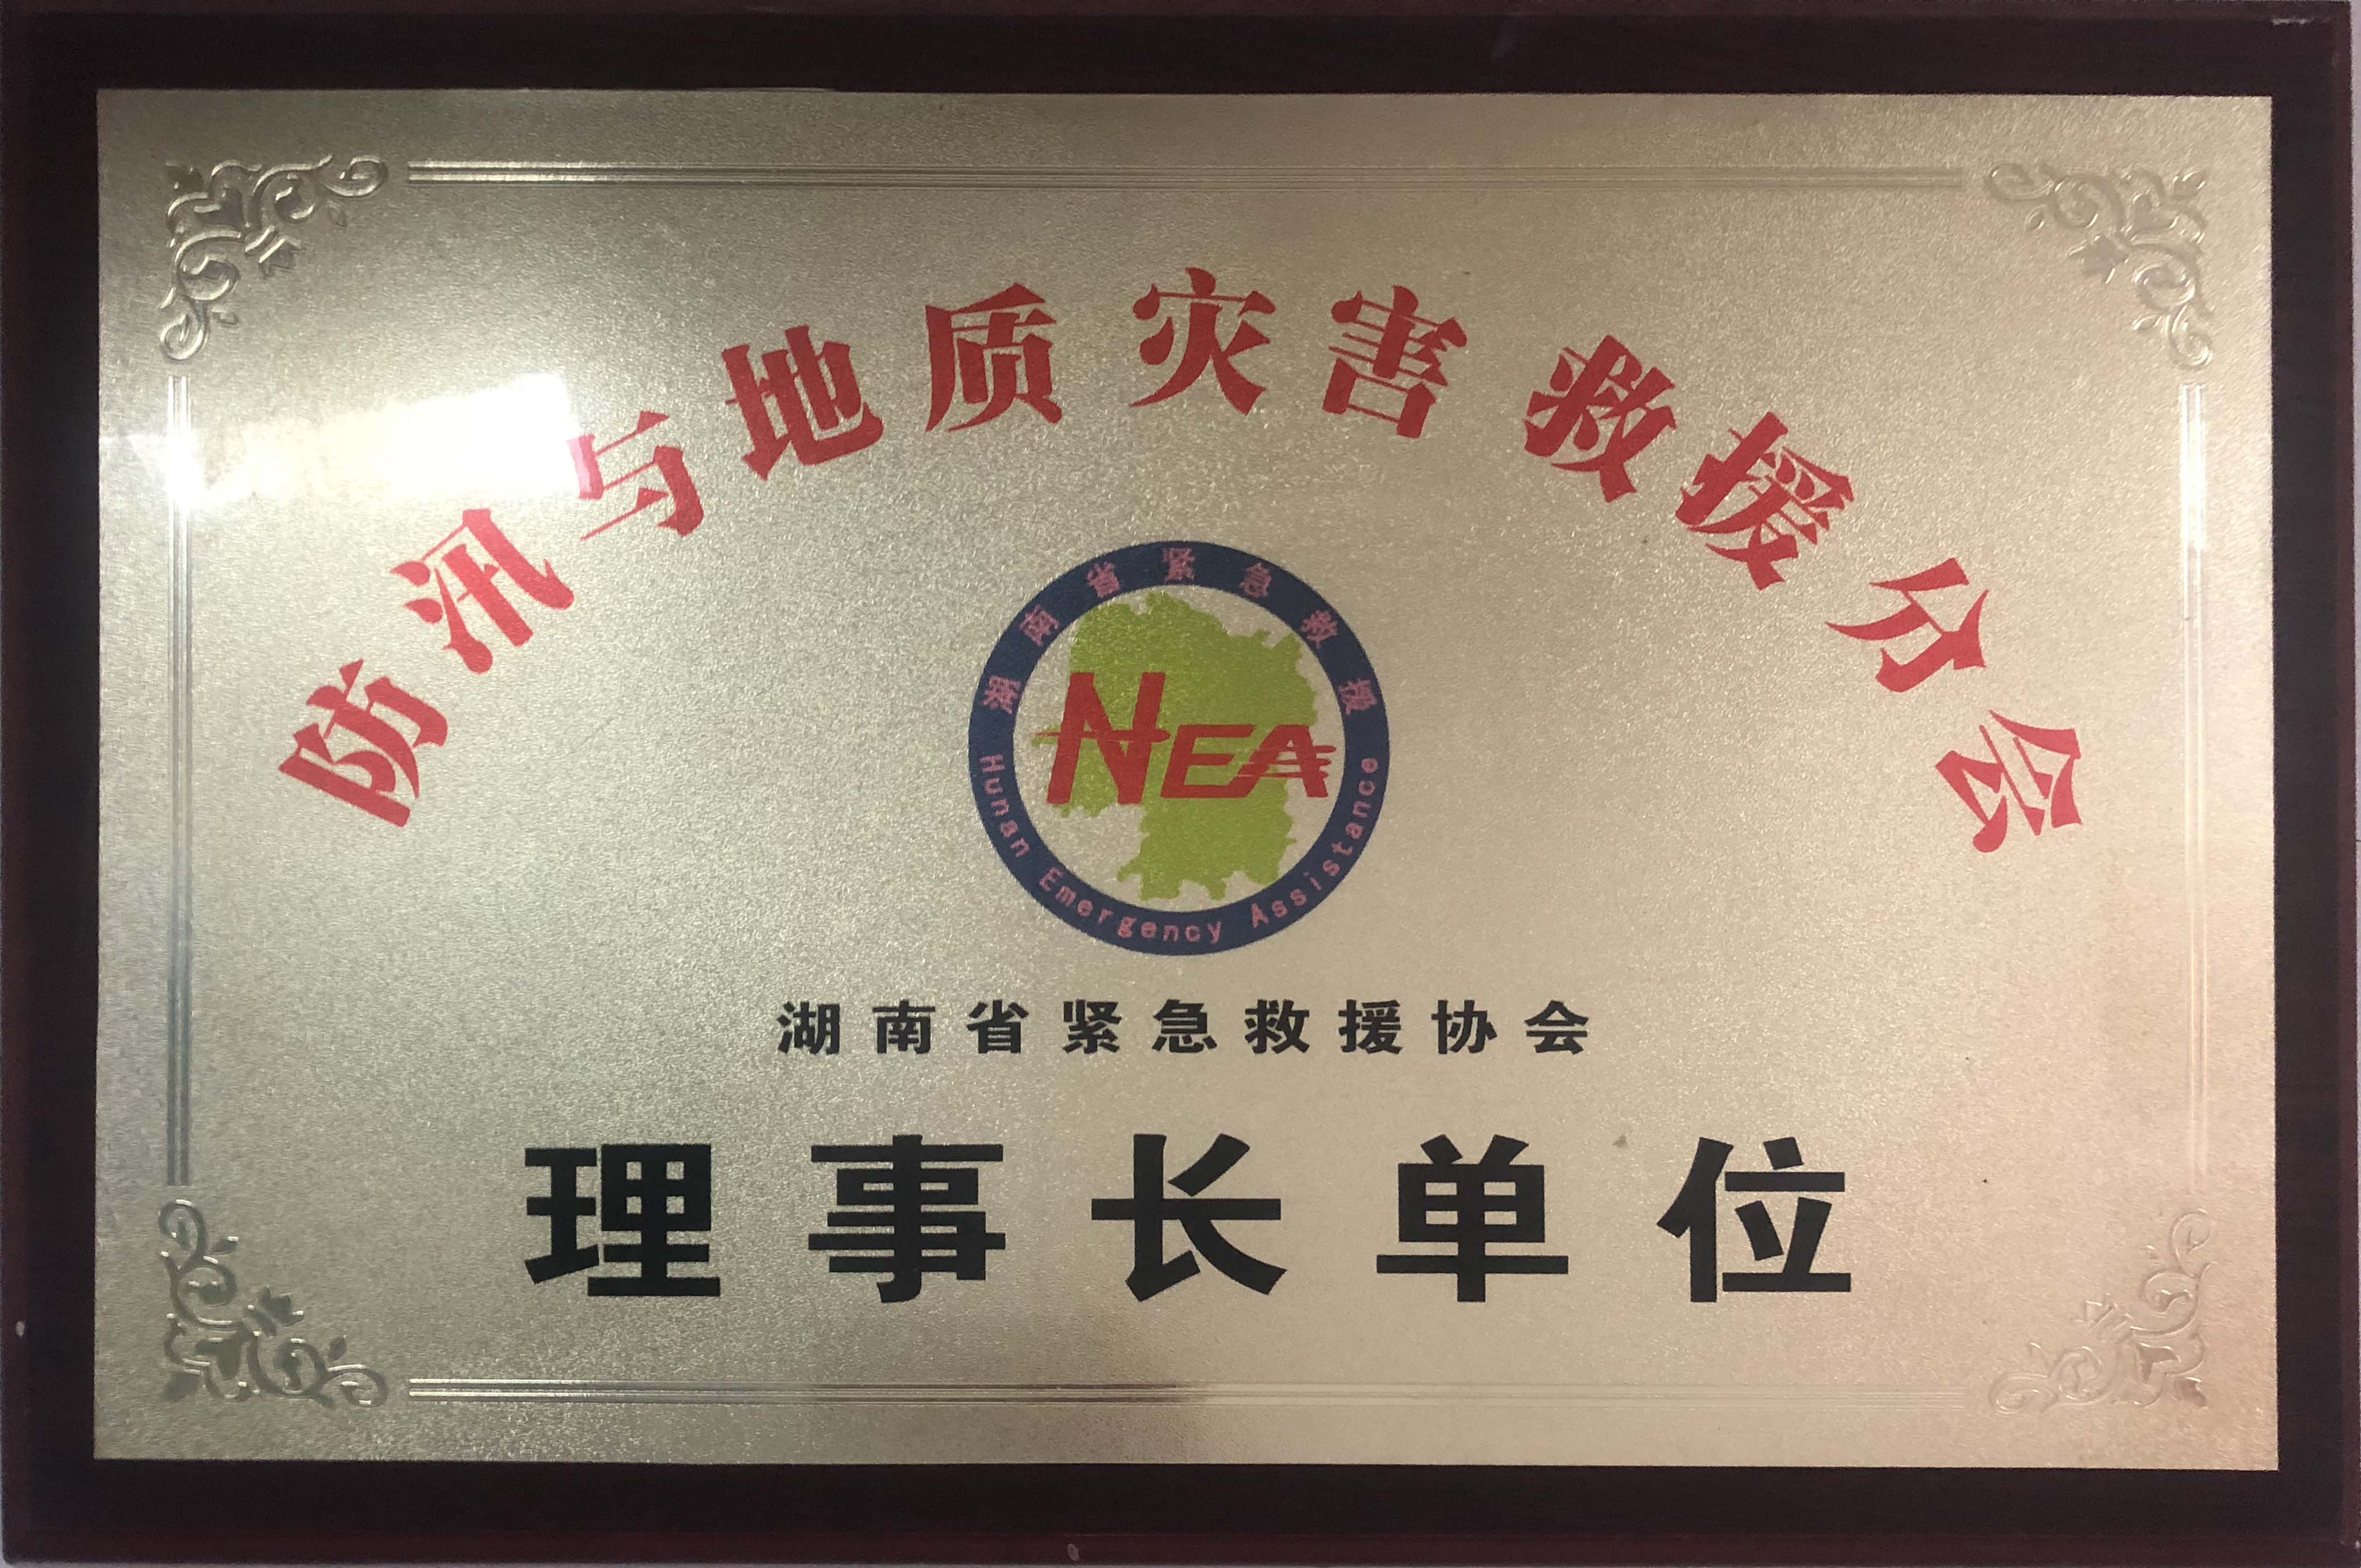 防汛与地质灾害救援分会
湖南省紧急救援
NEA
Hunan Emergency Assistance
湖南省紧急救援协会
理事长单位